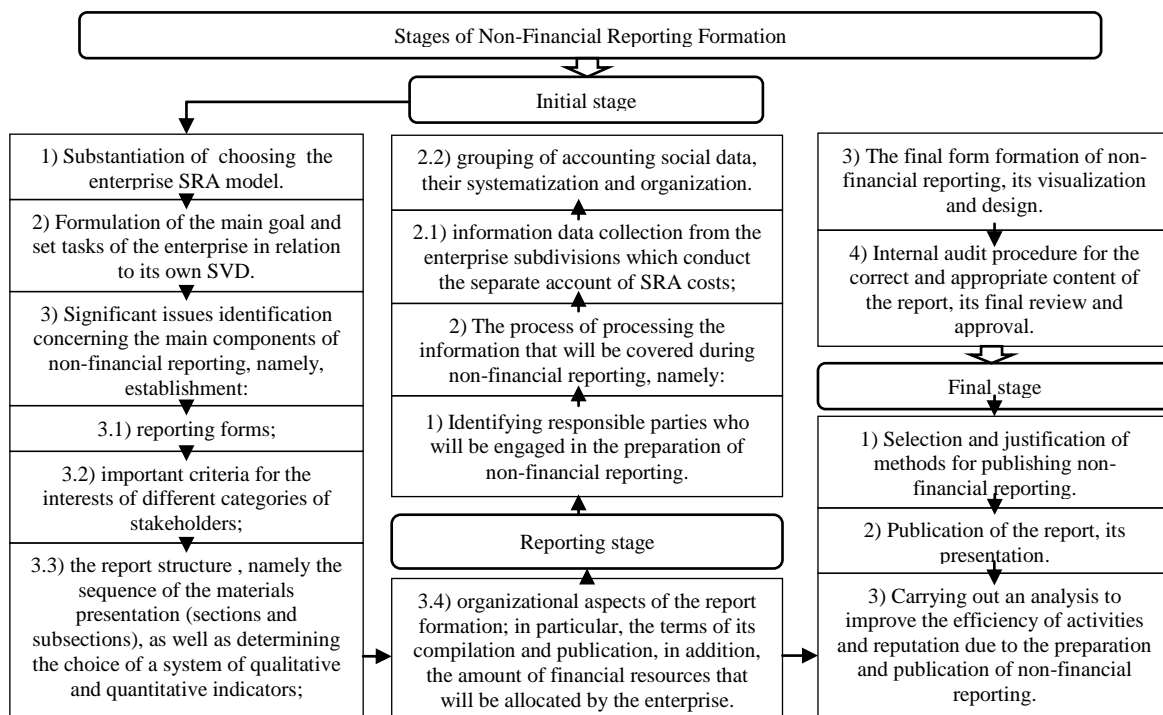 Stages of Non-Financial Reporting Formation
Initial stage
1) Substantiation of choosing the
enterprise SRA model.
2) Formulation of the main goal and
set tasks of the enterprise in relation
to its own SVD.
3) Significant issues identification
concerning the main components of
non-financial reporting, namely,
establishment:
3.1) reporting forms;
3.2) important criteria for the
interests of different categories of
stakeholders;
3.3) the report structure , namely the
sequence of the materials
presentation (sections and
subsections), as well as determining
the choice of a system of qualitative
and quantitative indicators;
3.4) organizational aspects of the report
formation; in particular, the terms of its
compilation and publication, in addition,
the amount of financial resources that
will be allocated by the enterprise.
Reporting stage
1) Identifying responsible parties who
will be engaged in the preparation of
non-financial reporting.
2) The process of processing the
information that will be covered during
non-financial reporting, namely:
2.1) information data collection from the
enterprise subdivisions which conduct
the separate account of SRA costs;
2.2) grouping of accounting social data,
their systematization and organization.
3) The final form formation of non-
financial reporting, its visualization
and design.
4) Internal audit procedure for the
correct and appropriate content of
the report, its final review and
approval.
Final stage
1) Selection and justification of
methods for publishing non-
financial reporting.
2) Publication of the report, its
presentation.
3) Carrying out an analysis to
improve the efficiency of activities
and reputation due to the preparation
and publication of non-financial
reporting.